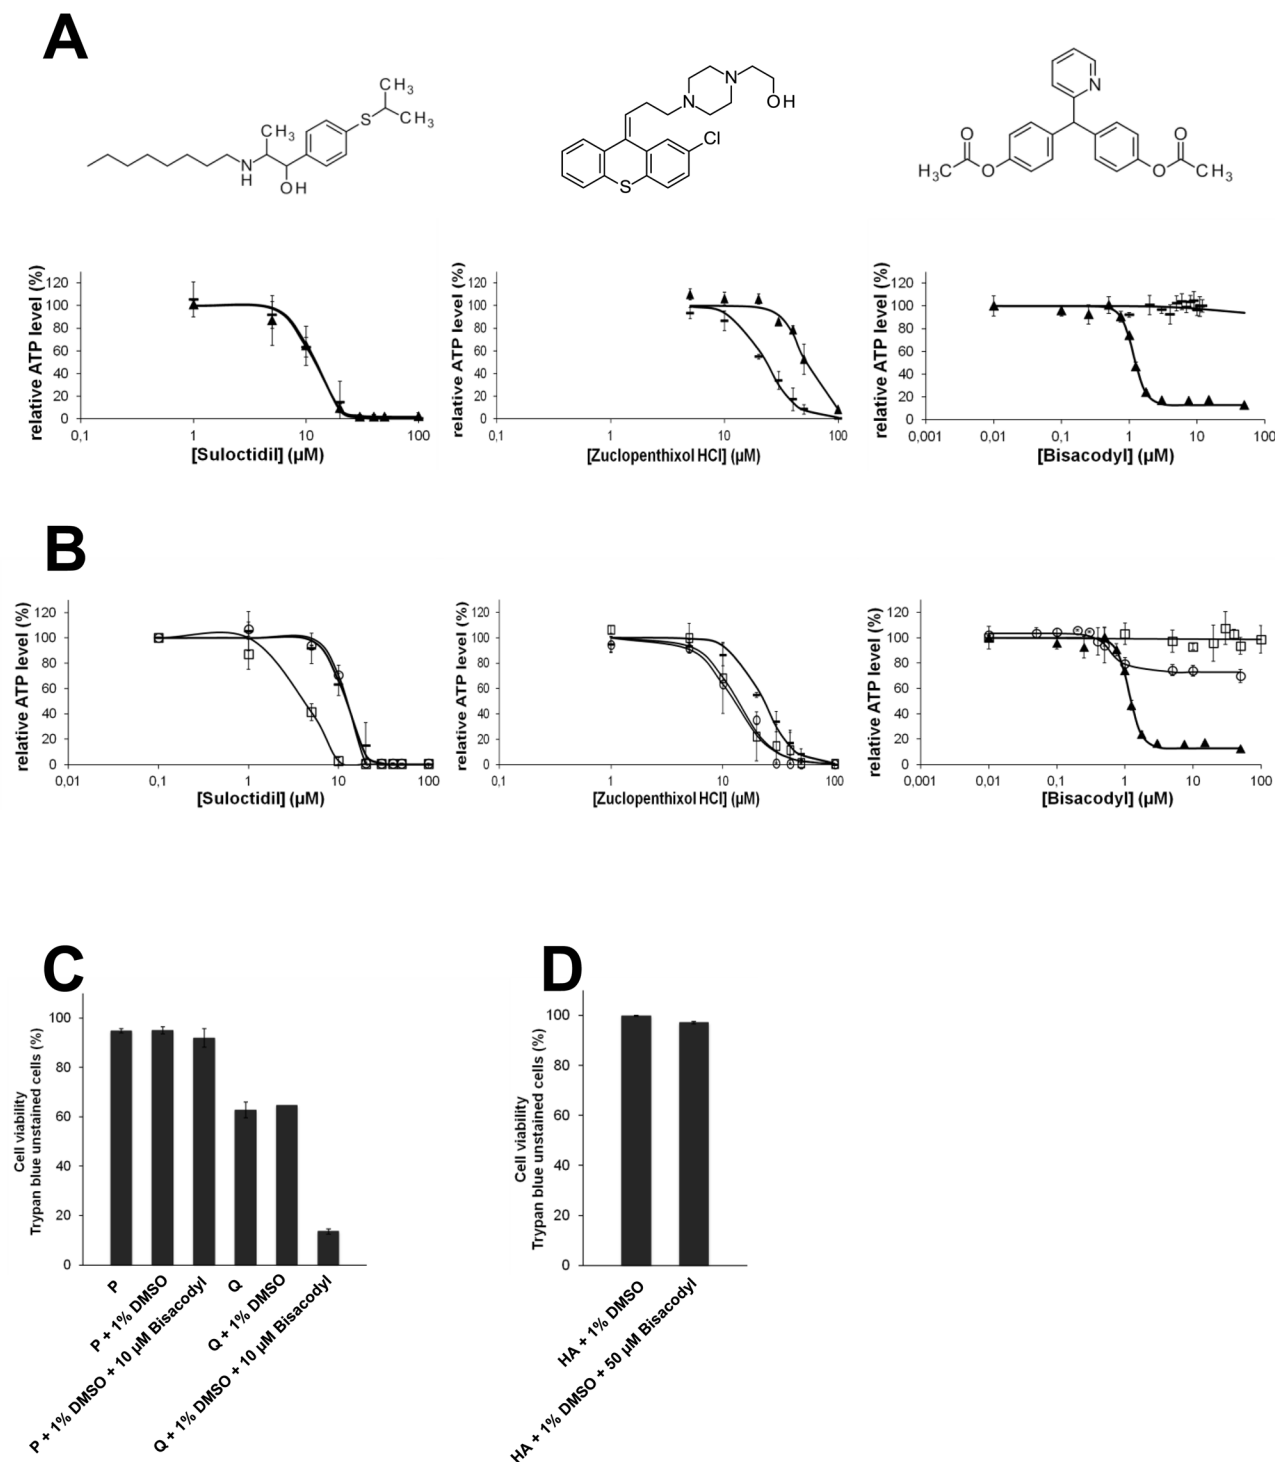 A
CH₃
CH₃
S
CH₃
N
H
OH
N
N
OH
Cl
S
N
O
H₃C
O
O
O
CH₃
relative ATP level (%)
120
100
80
60
40
20
0
0,1
1
10
100
[Suloctidil] (µM)
relative ATP level (%)
120
100
80
60
40
20
0
0,1
1
10
100
[Zuclopenthixol HCl] (µM)
relative ATP level (%)
120
100
80
60
40
20
0
0,001
0,01
0,1
1
10
100
[Bisacodyl] (µM)
B
relative ATP level (%)
120
100
80
60
40
20
0
0,01
0,1
1
10
100
[Suloctidil] (µM)
relative ATP level (%)
120
100
80
60
40
20
0
0,1
1
10
100
[Zuclopenthixol HCl] (µM)
relative ATP level (%)
120
100
80
60
40
20
0
0,001
0,01
0,1
1
10
100
[Bisacodyl] (µM)
C
Cell viability
Trypan blue unstained cells (%)
100
80
60
40
20
0
P
P + 1% DMSO
P + 1% DMSO + 10 µM Bisacodyl
Q
Q + 1% DMSO
Q + 1% DMSO + 10 µM Bisacodyl
D
Cell viability
Trypan blue unstained cells (%)
100
80
60
40
20
0
HA + 1% DMSO
HA + 1% DMSO + 50 µM Bisacodyl